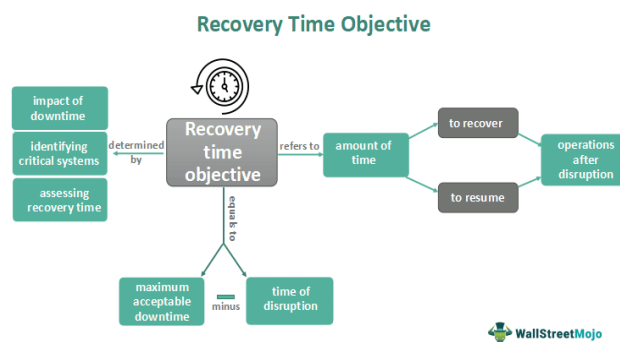 Recovery Time Objective
impact of
downtime
identifying
critical systems
assessing
recovery time
determined
by
Recovery
time
objective
refers to
amount of
time
to recover
to resume
operations
after
disruption
equals to
maximum
acceptable
downtime
minus
time of
disruption
WallStreetMojo